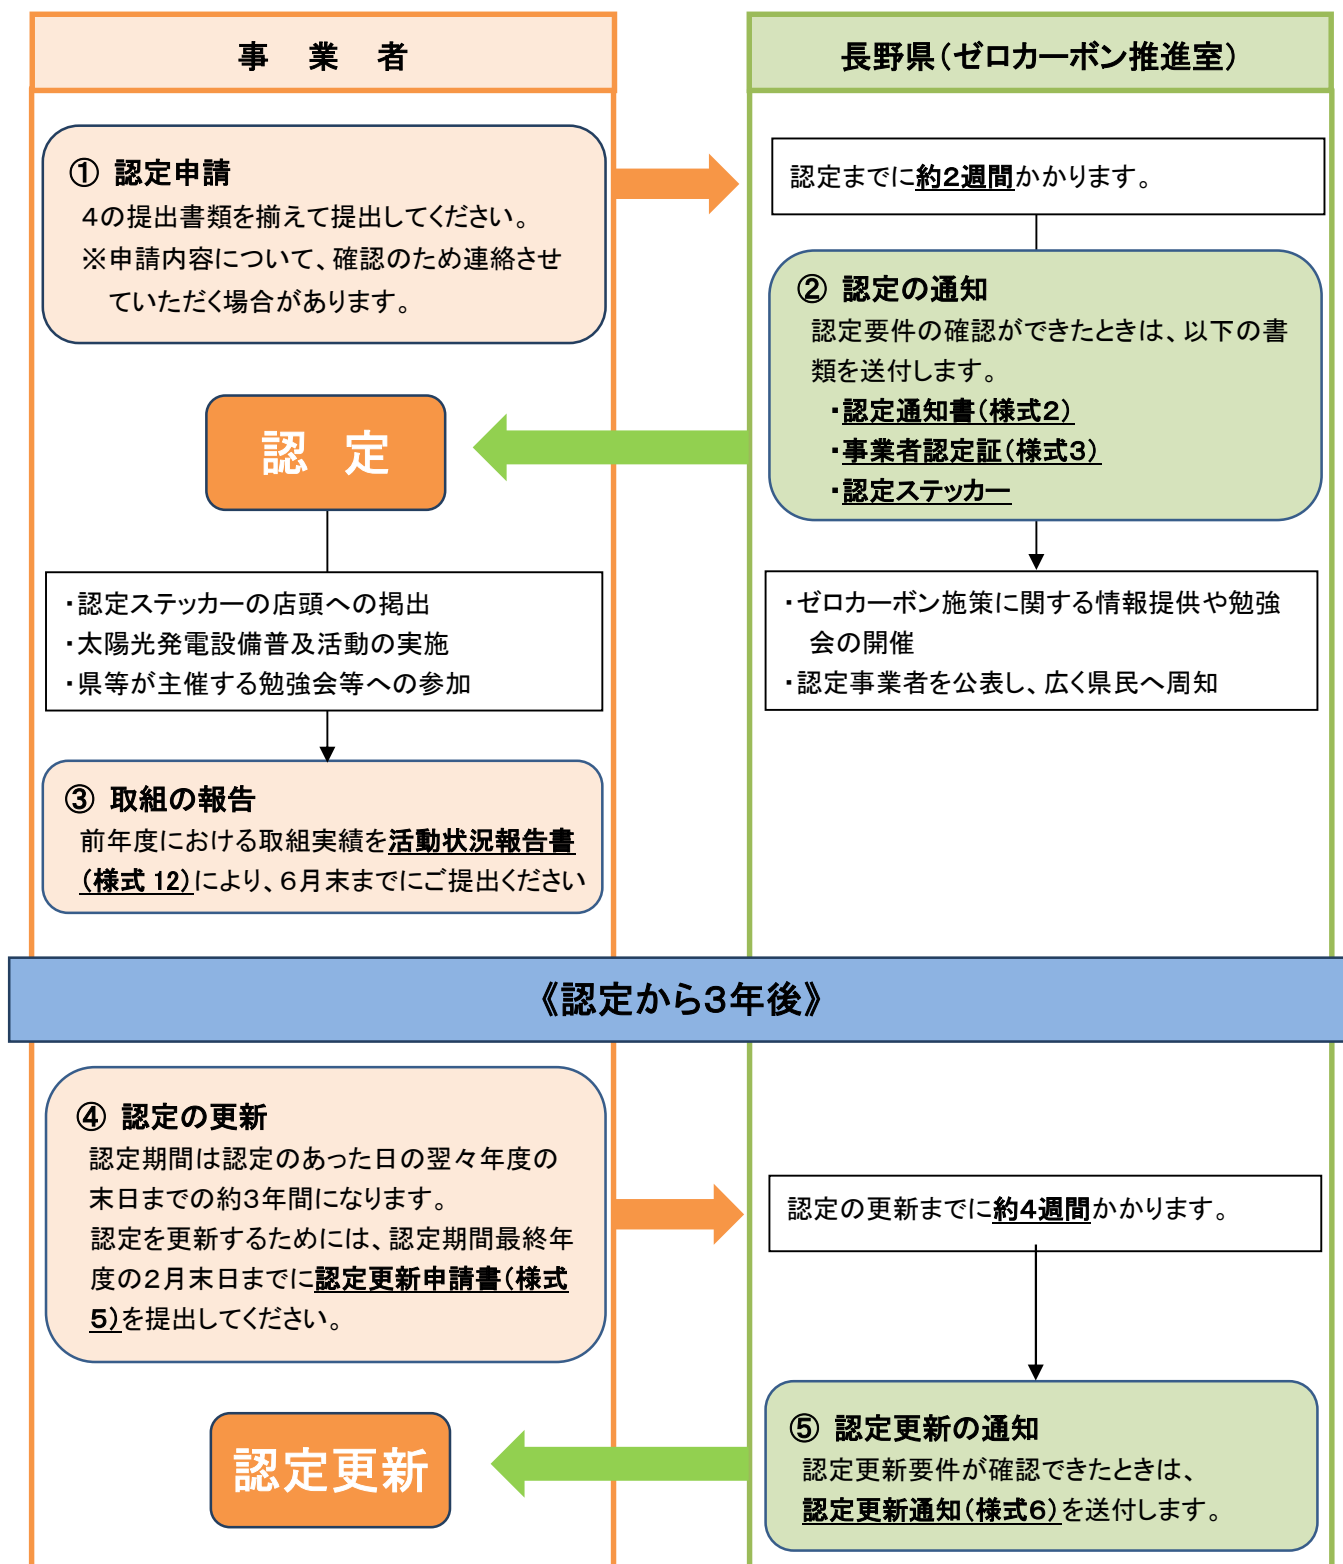 事　業　者
長野県（ゼロカーボン推進室）
① 認定申請
４の提出書類を揃えて提出してください。
※申請内容について、確認のため連絡させ
ていただく場合があります。
認定までに約２週間かかります。
② 認定の通知
認定要件の確認ができたときは、以下の書
類を送付します。
・認定通知書（様式２）
・事業者認定証（様式３）
・認定ステッカー
認　定
・認定ステッカーの店頭への掲出
・太陽光発電設備普及活動の実施
・県等が主催する勉強会等への参加
・ゼロカーボン施策に関する情報提供や勉強
会の開催
・認定事業者を公表し、広く県民へ周知
③ 取組の報告
前年度における取組実績を活動状況報告書
（様式 12）により、６月末までにご提出ください
《認定から３年後》
④ 認定の更新
認定期間は認定のあった日の翌々年度の
末日までの約３年間になります。
認定を更新するためには、認定期間最終年
度の２月末日までに認定更新申請書（様式
５）を提出してください。
認定の更新までに約４週間かかります。
⑤ 認定更新の通知
認定更新要件が確認できたときは、
認定更新通知（様式６）を送付します。
認定更新